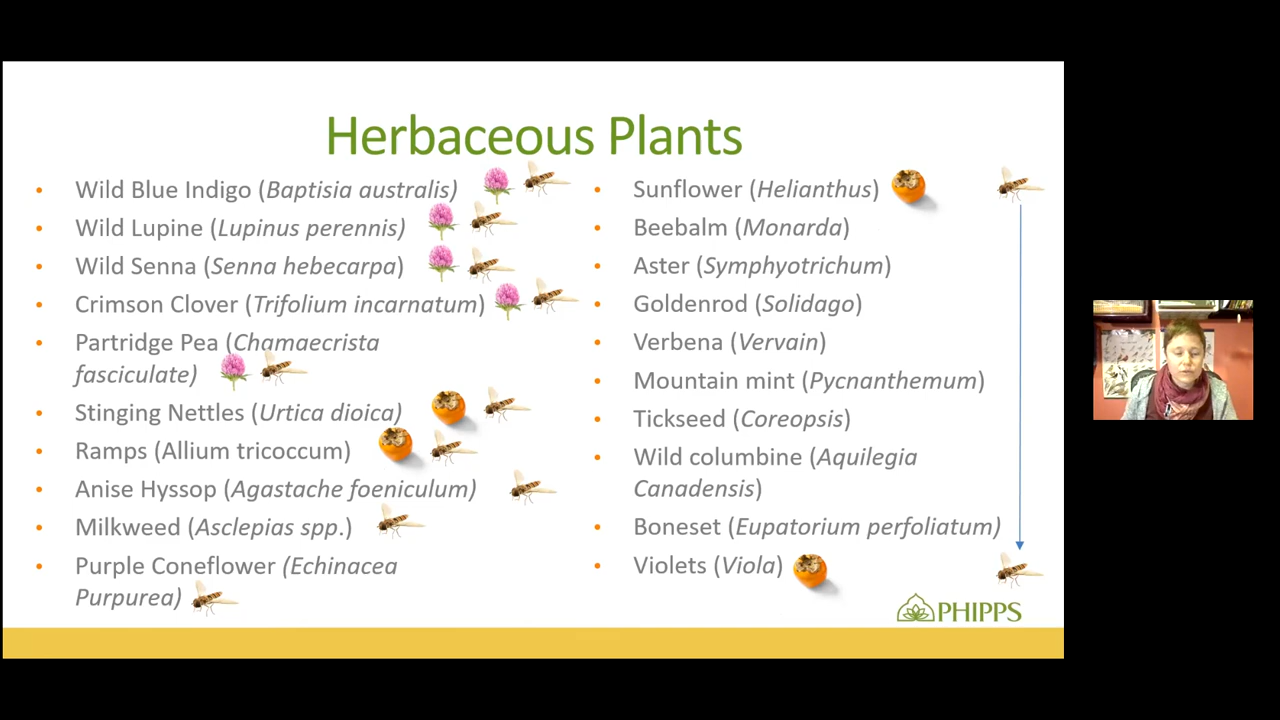 Herbaceous Plants
Wild Blue Indigo (Baptisia australis)
Wild Lupine (Lupinus perennis)
Wild Senna (Senna hebecarpa)
Crimson Clover (Trifolium incarnatum)
Partridge Pea (Chamaecrista
fasciculate)
Stinging Nettles (Urtica dioica)
Ramps (Allium tricoccum)
Anise Hyssop (Agastache foeniculum)
Milkweed (Asclepias spp.)
Purple Coneflower (Echinacea
Purpurea)
Sunflower (Helianthus)
Beebalm (Monarda)
Aster (Symphyotrichum)
Goldenrod (Solidago)
Verbena (Vervain)
Mountain mint (Pycnanthemum)
Tickseed (Coreopsis)
Wild columbine (Aquilegia
Canadensis)
Boneset (Eupatorium perfoliatum)
Violets (Viola)
PHIPPS